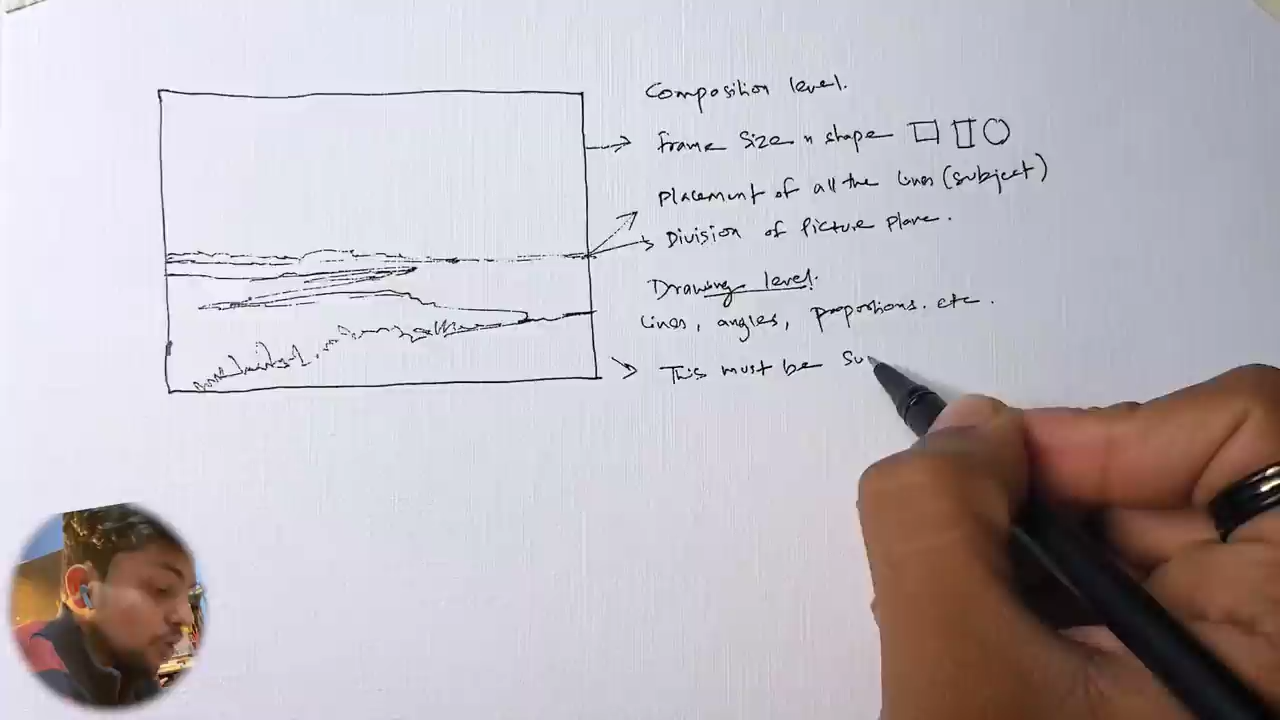 Composition level.
frame size n shape
Placement of all the lines (subject)
Division of Picture plane.
Drawing level:
Lines, angles, proportions. etc.
This must be Su